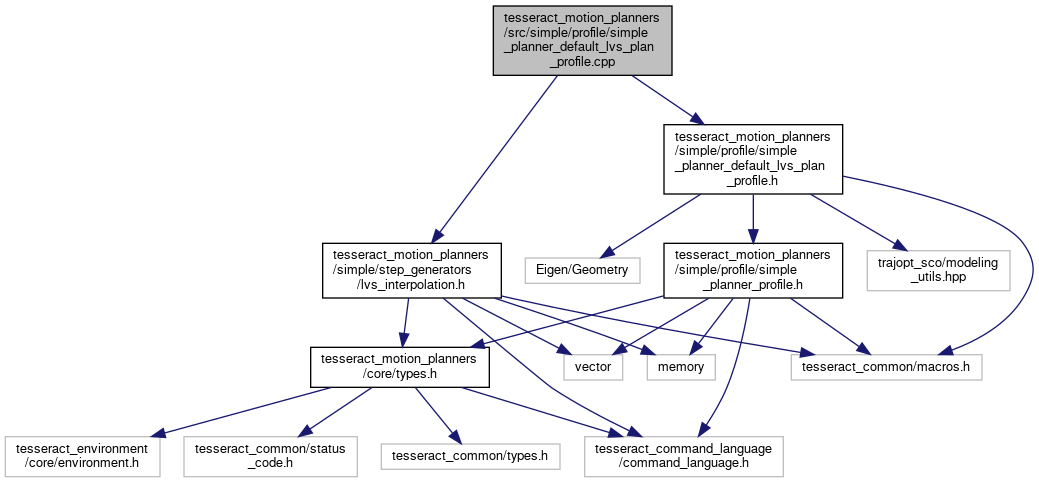 tesseract_motion_planners
/src/simple/profile/simple
_planner_default_lvs_plan
_profile.cpp
tesseract_motion_planners
/simple/profile/simple
_planner_default_lvs_plan
_profile.h
tesseract_motion_planners
/simple/step_generators
/lvs_interpolation.h
Eigen/Geometry
tesseract_motion_planners
/simple/profile/simple
_planner_profile.h
trajopt_sco/modeling
_utils.hpp
tesseract_motion_planners
/core/types.h
vector
memory
tesseract_common/macros.h
tesseract_environment
/core/environment.h
tesseract_common/status
_code.h
tesseract_common/types.h
tesseract_command_language
/command_language.h